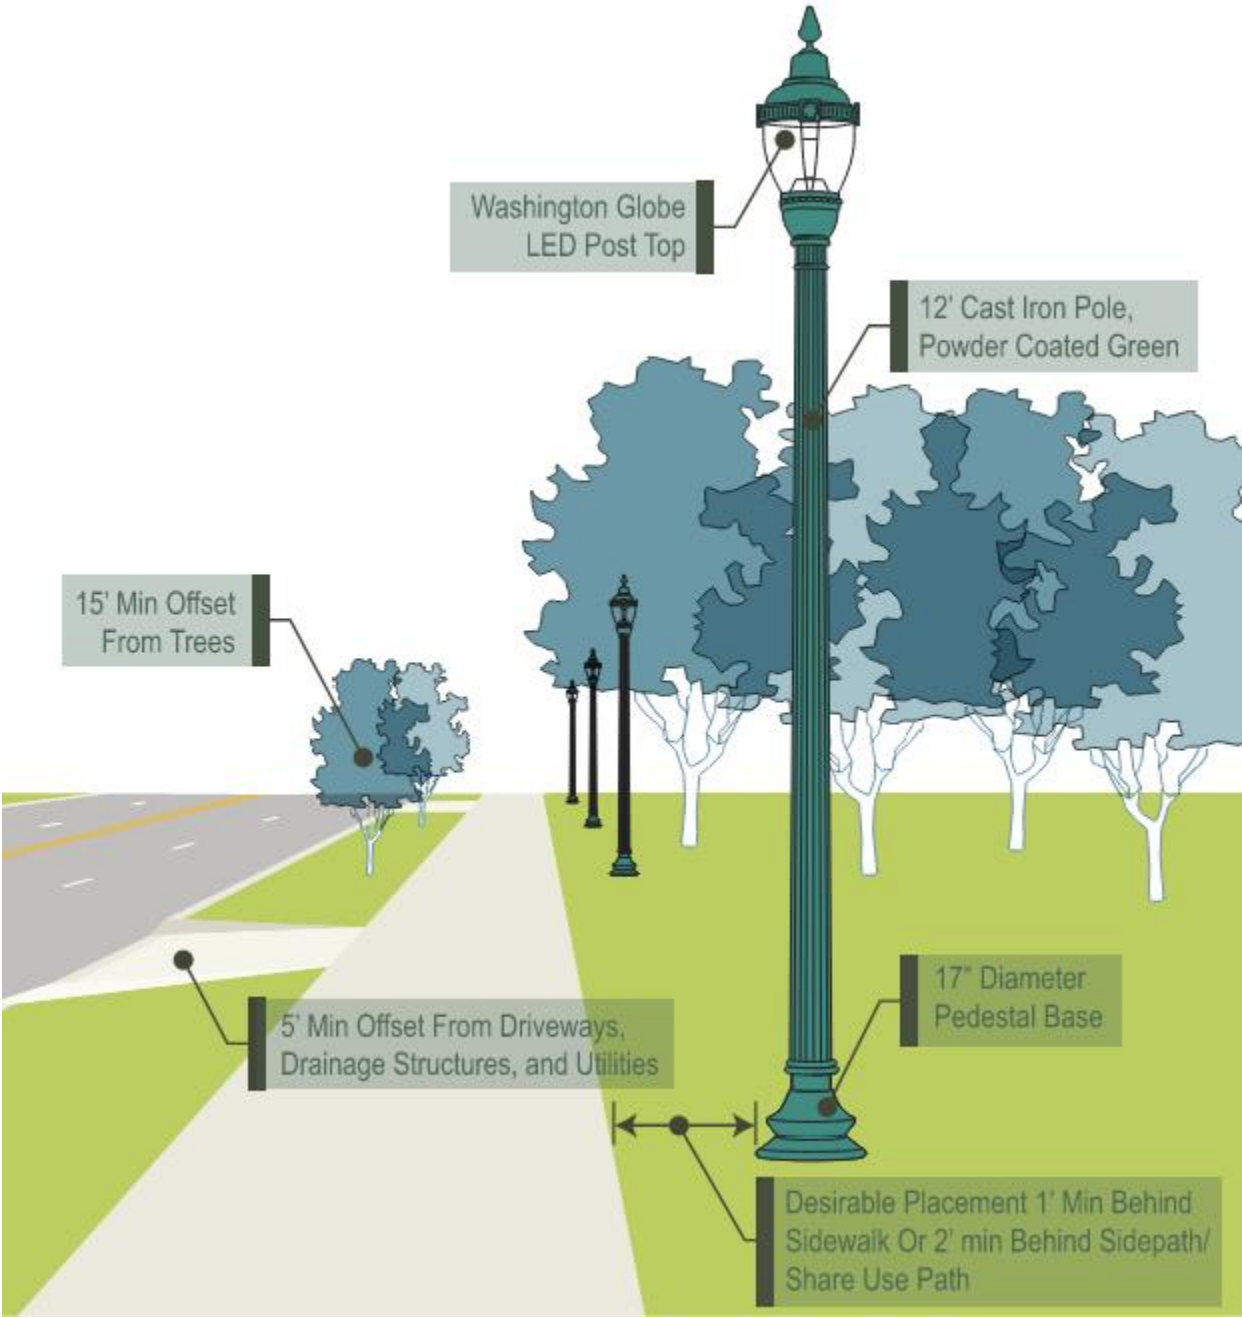 Washington Globe
LED Post Top
12' Cast Iron Pole,
Powder Coated Green
15' Min Offset
From Trees
17" Diameter
Pedestal Base
5' Min Offset From Driveways,
Drainage Structures, and Utilities
Desirable Placement 1' Min Behind
Sidewalk Or 2' min Behind Sidepath/
Share Use Path